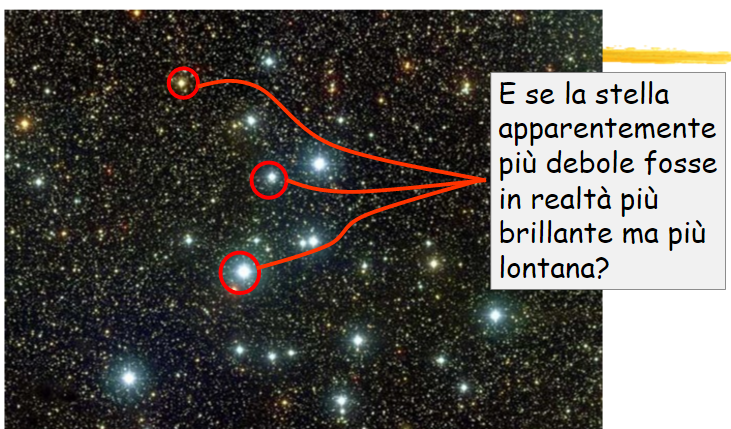 E se la stella
apparentemente
più debole fosse
in realtà più
brillante ma più
lontana?